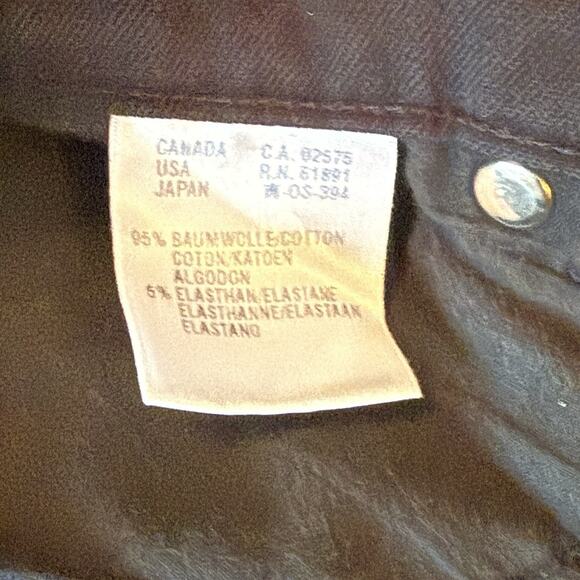 CANADA C.A. 02575
USA R.N. 61891
JAPAN -OS-394
95% BAUMWOLLE/COTTON
COTON/KATOEN
ALGODON
5% ELASTHAN/ELASTANE
ELASTHANNE/ELASTAAN
ELASTANO